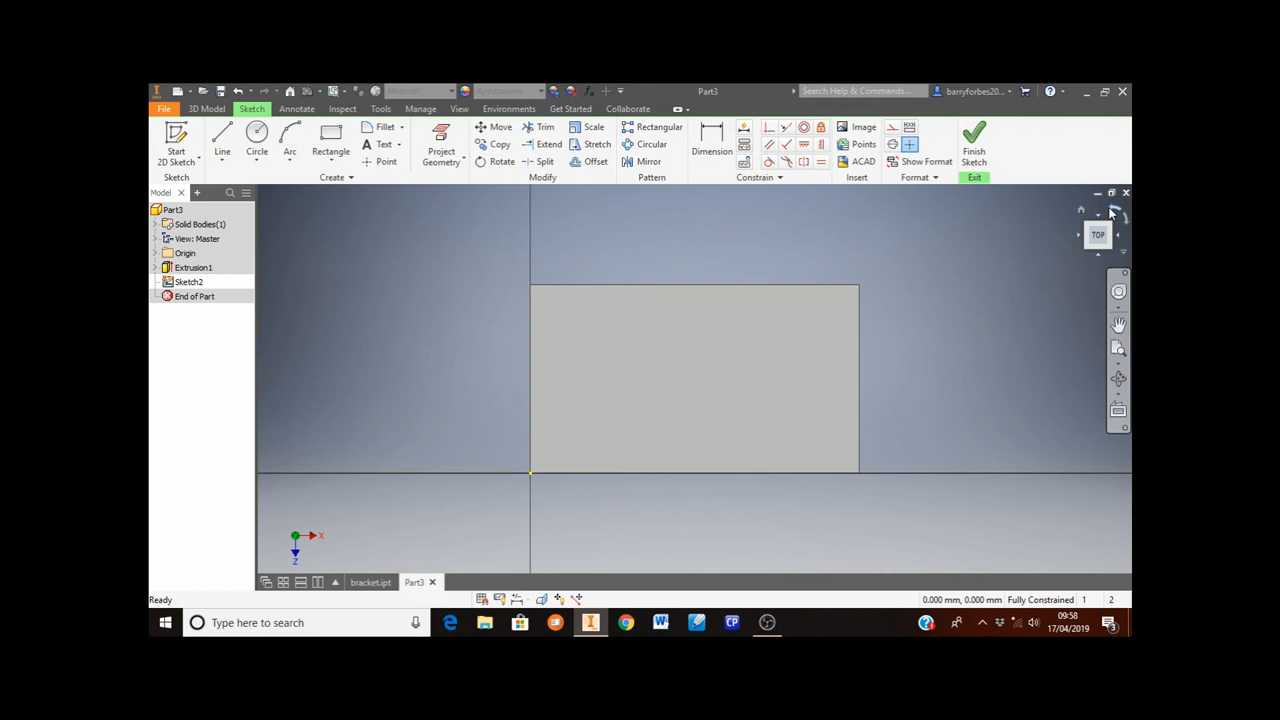 Material
Appearance
Part3
Search Help & Commands...
barryforbes20...
File
3D Model
Sketch
Annotate
Inspect
Tools
Manage
View
Environments
Get Started
Collaborate
Start
2D Sketch
Line
Circle
Arc
Rectangle
Fillet
Text
Point
Project
Geometry
Move
Copy
Rotate
Trim
Extend
Split
Scale
Stretch
Offset
Rectangular
Circular
Mirror
Dimension
Image
Points
ACAD
Show Format
Finish
Sketch
Sketch
Create
Modify
Pattern
Constrain
Insert
Format
Exit
Model
Part3
Solid Bodies(1)
View: Master
Origin
Extrusion1
Sketch2
End of Part
TOP
X
Z
bracket.ipt
Part3
Ready
0.000 mm, 0.000 mm
Fully Constrained
1
2
Type here to search
09:58
17/04/2019